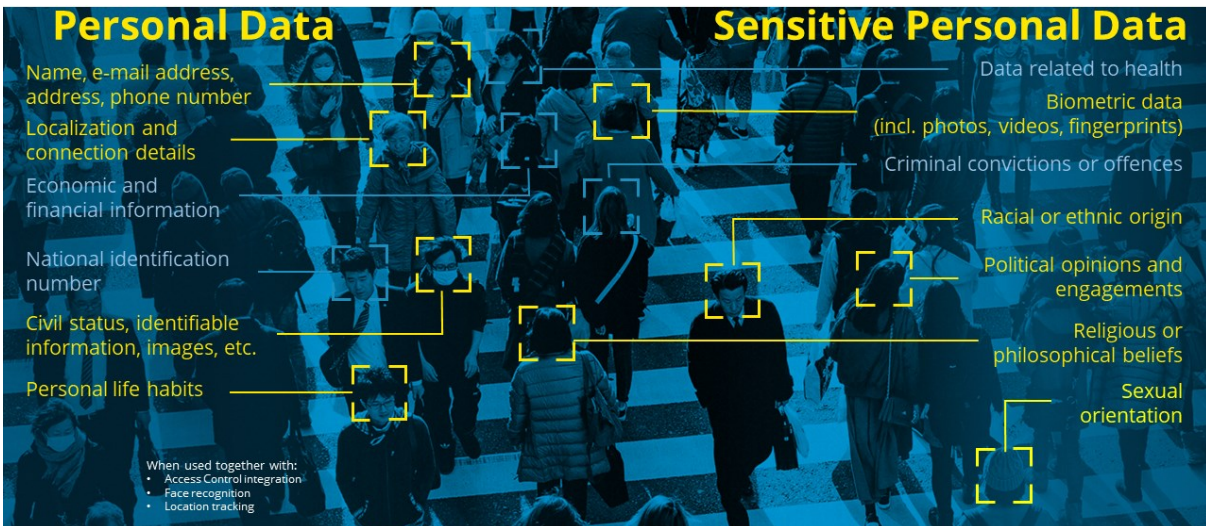 Personal Data
Name, e-mail address,
address, phone number
Localization and
connection details
Economic and
financial information
National identification
number
Civil status, identifiable
information, images, etc.
Personal life habits
When used together with:
• Access Control integration
• Face recognition
• Location tracking
Sensitive Personal Data
Data related to health
Biometric data
(incl. photos, videos, fingerprints)
Criminal convictions or offences
Racial or ethnic origin
Political opinions and
engagements
Religious or
philosophical beliefs
Sexual
orientation